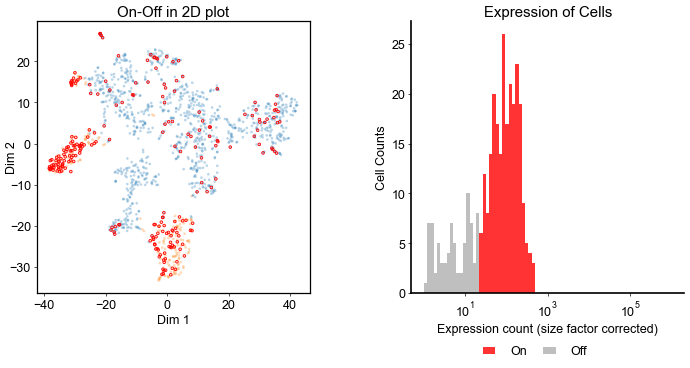 On-Off in 2D plot
20
10
0
−10
−20
−30
−40
−20
0
20
40
Dim 2
Dim 1
Expression of Cells
25
20
15
10
5
0
10^1
10^3
10^5
Cell Counts
Expression count (size factor corrected)
On
Off